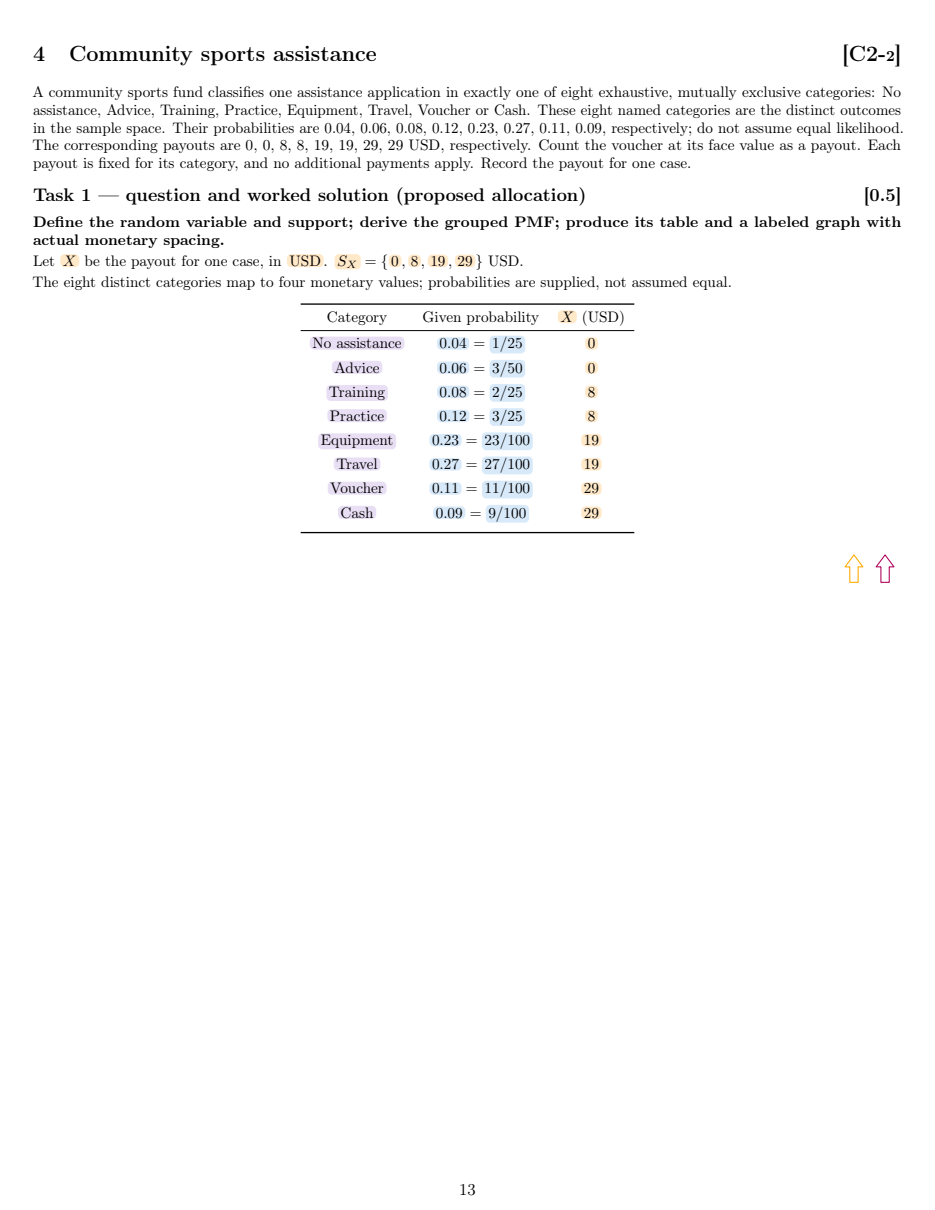 4 Community sports assistance [C2-2]
A community sports fund classifies one assistance application in exactly one of eight exhaustive, mutually exclusive categories: No
assistance, Advice, Training, Practice, Equipment, Travel, Voucher or Cash. These eight named categories are the distinct outcomes
in the sample space. Their probabilities are 0.04, 0.06, 0.08, 0.12, 0.23, 0.27, 0.11, 0.09, respectively; do not assume equal likelihood.
The corresponding payouts are 0, 0, 8, 8, 19, 19, 29, 29 USD, respectively. Count the voucher at its face value as a payout. Each
payout is fixed for its category, and no additional payments apply. Record the payout for one case.
Task 1 — question and worked solution (proposed allocation) [0.5]
Define the random variable and support; derive the grouped PMF; produce its table and a labeled graph with
actual monetary spacing.
Let X be the payout for one case, in USD. S_X = {0, 8, 19, 29} USD.
The eight distinct categories map to four monetary values; probabilities are supplied, not assumed equal.
Category Given probability X (USD)
No assistance 0.04 = 1/25 0
Advice 0.06 = 3/50 0
Training 0.08 = 2/25 8
Practice 0.12 = 3/25 8
Equipment 0.23 = 23/100 19
Travel 0.27 = 27/100 19
Voucher 0.11 = 11/100 29
Cash 0.09 = 9/100 29
13